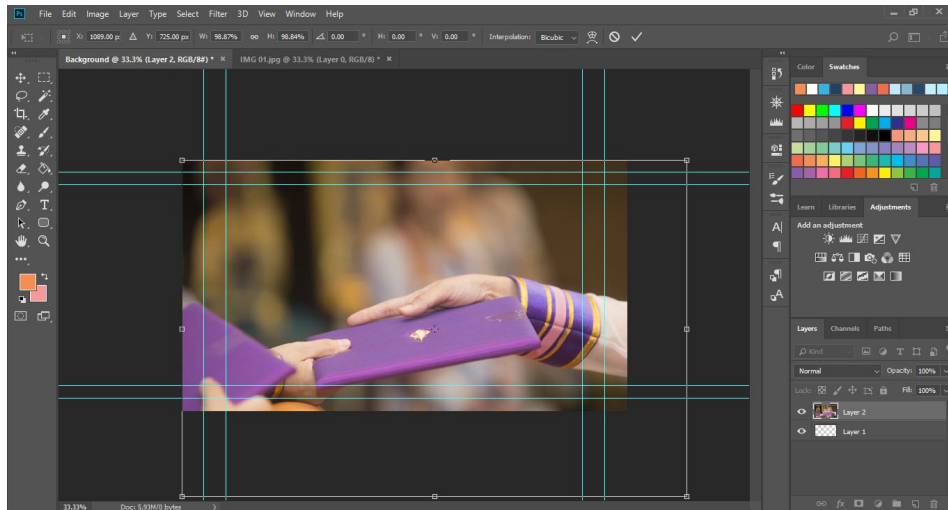 Ps File Edit Image Layer Type Select Filter 3D View Window Help
X: 1089.00 p Y: 725.00 px W: 98.87% H: 98.84% 0.00 ° H: 0.00 ° V: 0.00 ° Interpolation: Bicubic
Background @ 33.3% (Layer 2, RGB/8#) * × IMG 01.jpg @ 33.3% (Layer 0, RGB/8) * ×
Color Swatches
Learn Libraries Adjustments
Add an adjustment
Layers Channels Paths
Kind
Normal Opacity: 100%
Lock: Fill: 100%
Layer 2
Layer 1
fx
33.33% Doc: 5.93M/0 bytes